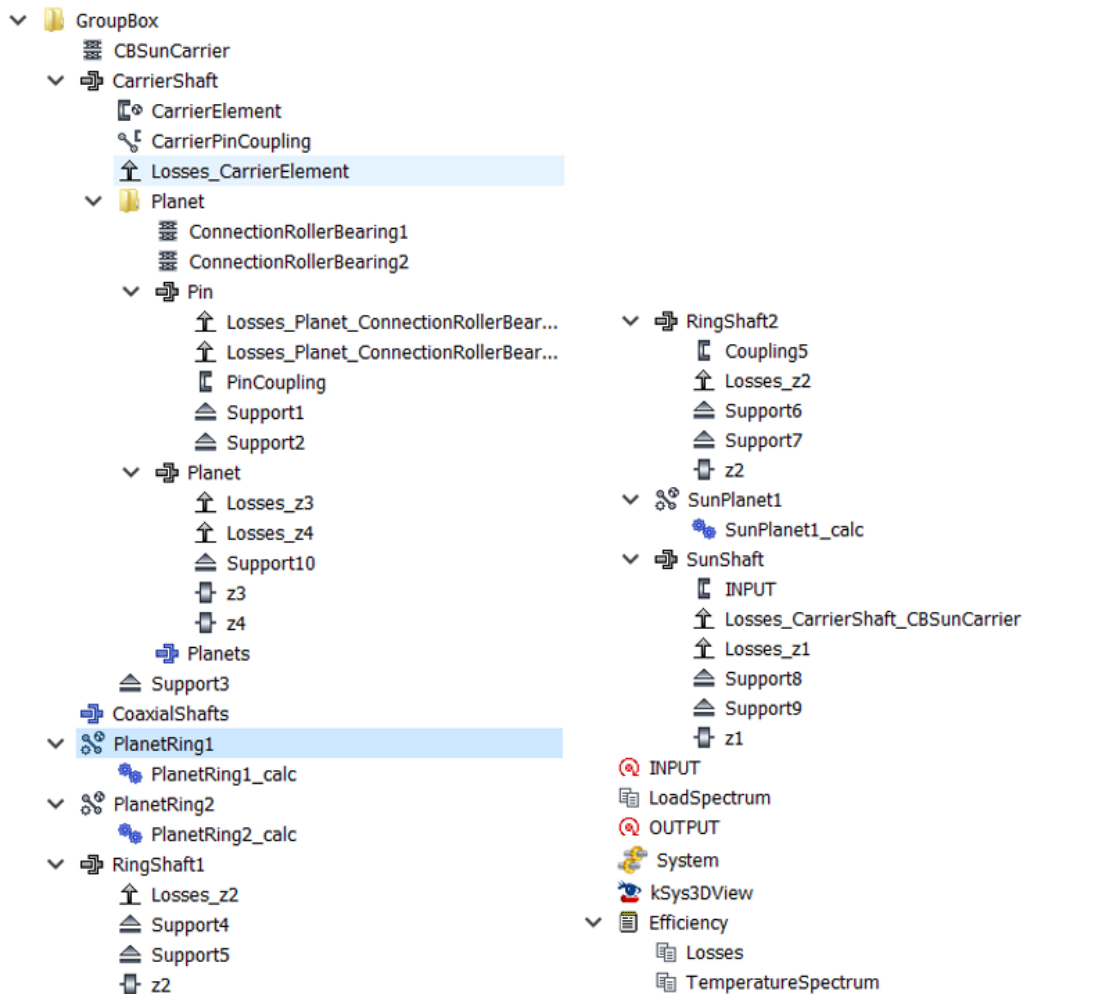 GroupBox
CBSunCarrier
CarrierShaft
CarrierElement
CarrierPinCoupling
Losses_CarrierElement
Planet
ConnectionRollerBearing1
ConnectionRollerBearing2
Pin
Losses_Planet_ConnectionRollerBear...
Losses_Planet_ConnectionRollerBear...
PinCoupling
Support1
Support2
Planet
Losses_z3
Losses_z4
Support10
z3
z4
Planets
Support3
CoaxialShafts
PlanetRing1
PlanetRing1_calc
PlanetRing2
PlanetRing2_calc
RingShaft1
Losses_z2
Support4
Support5
z2
RingShaft2
Coupling5
Losses_z2
Support6
Support7
z2
SunPlanet1
SunPlanet1_calc
SunShaft
INPUT
Losses_CarrierShaft_CBSunCarrier
Losses_z1
Support8
Support9
z1
INPUT
LoadSpectrum
OUTPUT
System
kSys3DView
Efficiency
Losses
TemperatureSpectrum